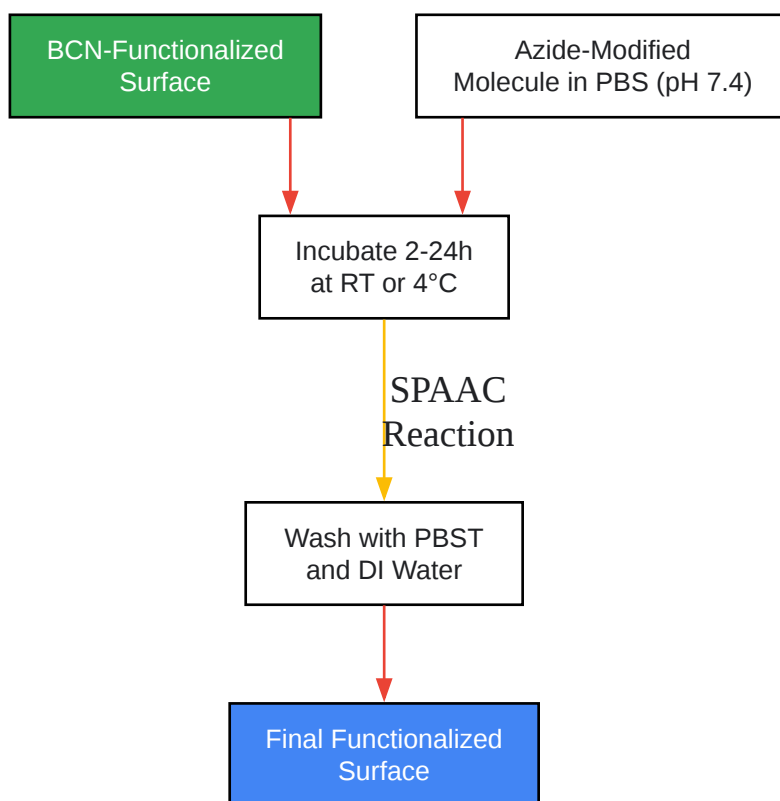 BCN-Functionalized
Surface
Azide-Modified
Molecule in PBS (pH 7.4)
Incubate 2-24h
at RT or 4°C
SPAAC
Reaction
Wash with PBST
and DI Water
Final Functionalized
Surface